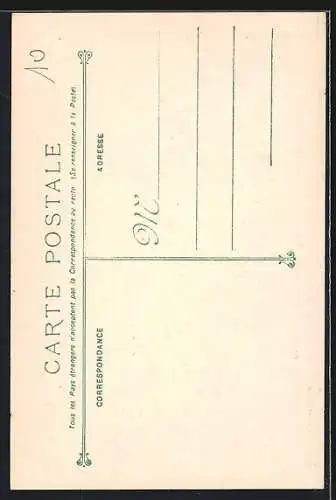 10
CARTE POSTALE
Tous les Pays étrangers n'acceptent pas la Correspondance au recto (Se renseigner à la Poste)
CORRESPONDANCE
ADRESSE
M